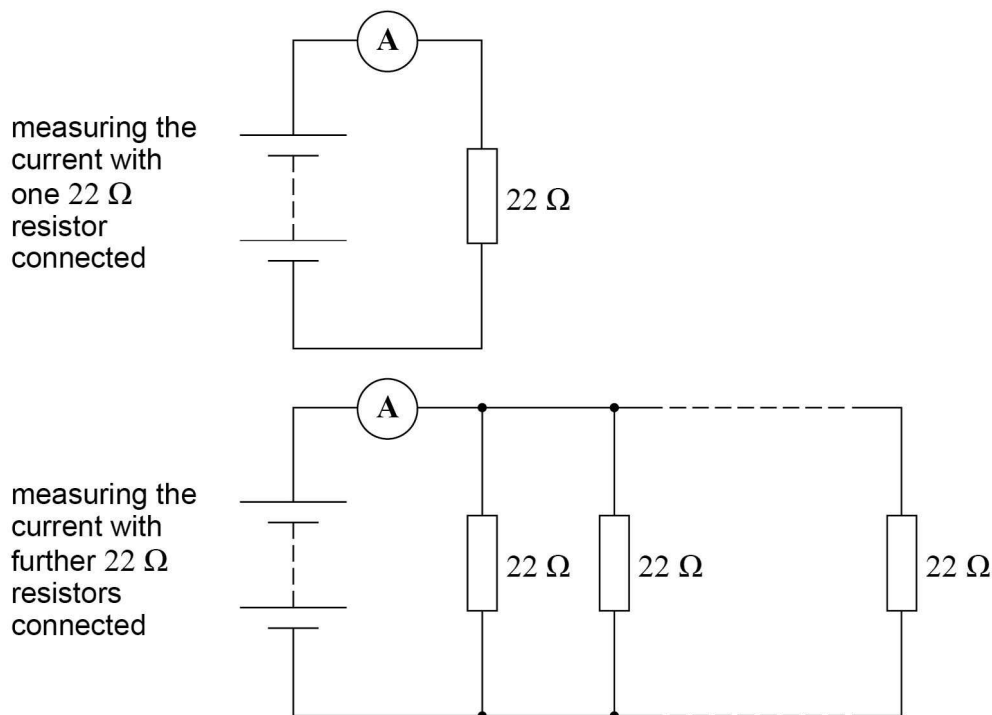 A
measuring the
current with
one 22 Ω
resistor
connected
22 Ω
A
measuring the
current with
further 22 Ω
resistors
connected
22 Ω
22 Ω
22 Ω